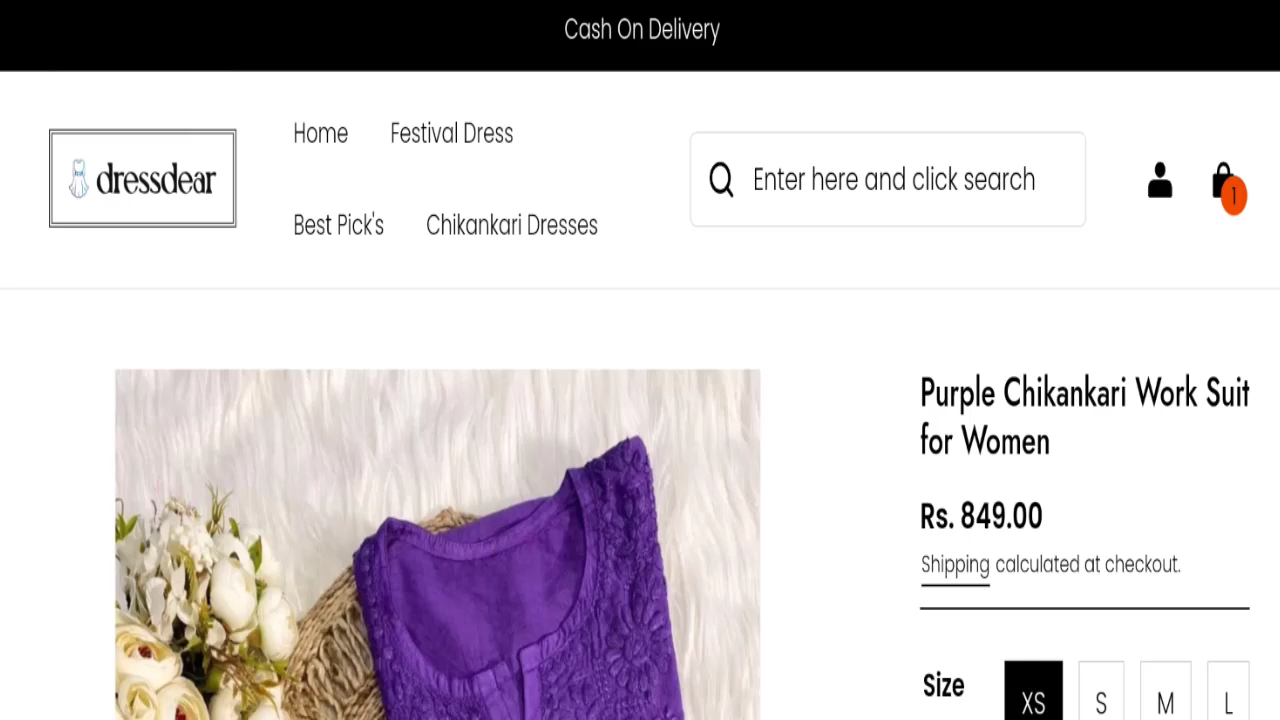 Cash On Delivery
dressdear
Home Festival Dress
Best Pick's Chikankari Dresses
Enter here and click search
1
Purple Chikankari Work Suit
for Women
Rs. 849.00
Shipping calculated at checkout.
Size XS S M L